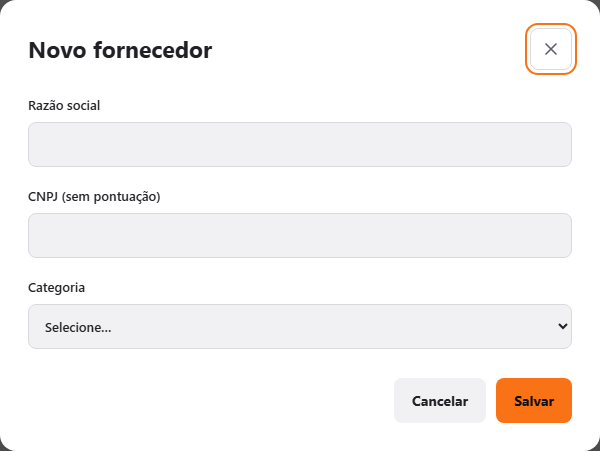 Novo fornecedor
Razão social
CNPJ (sem pontuação)
Categoria
Selecione...
Cancelar
Salvar